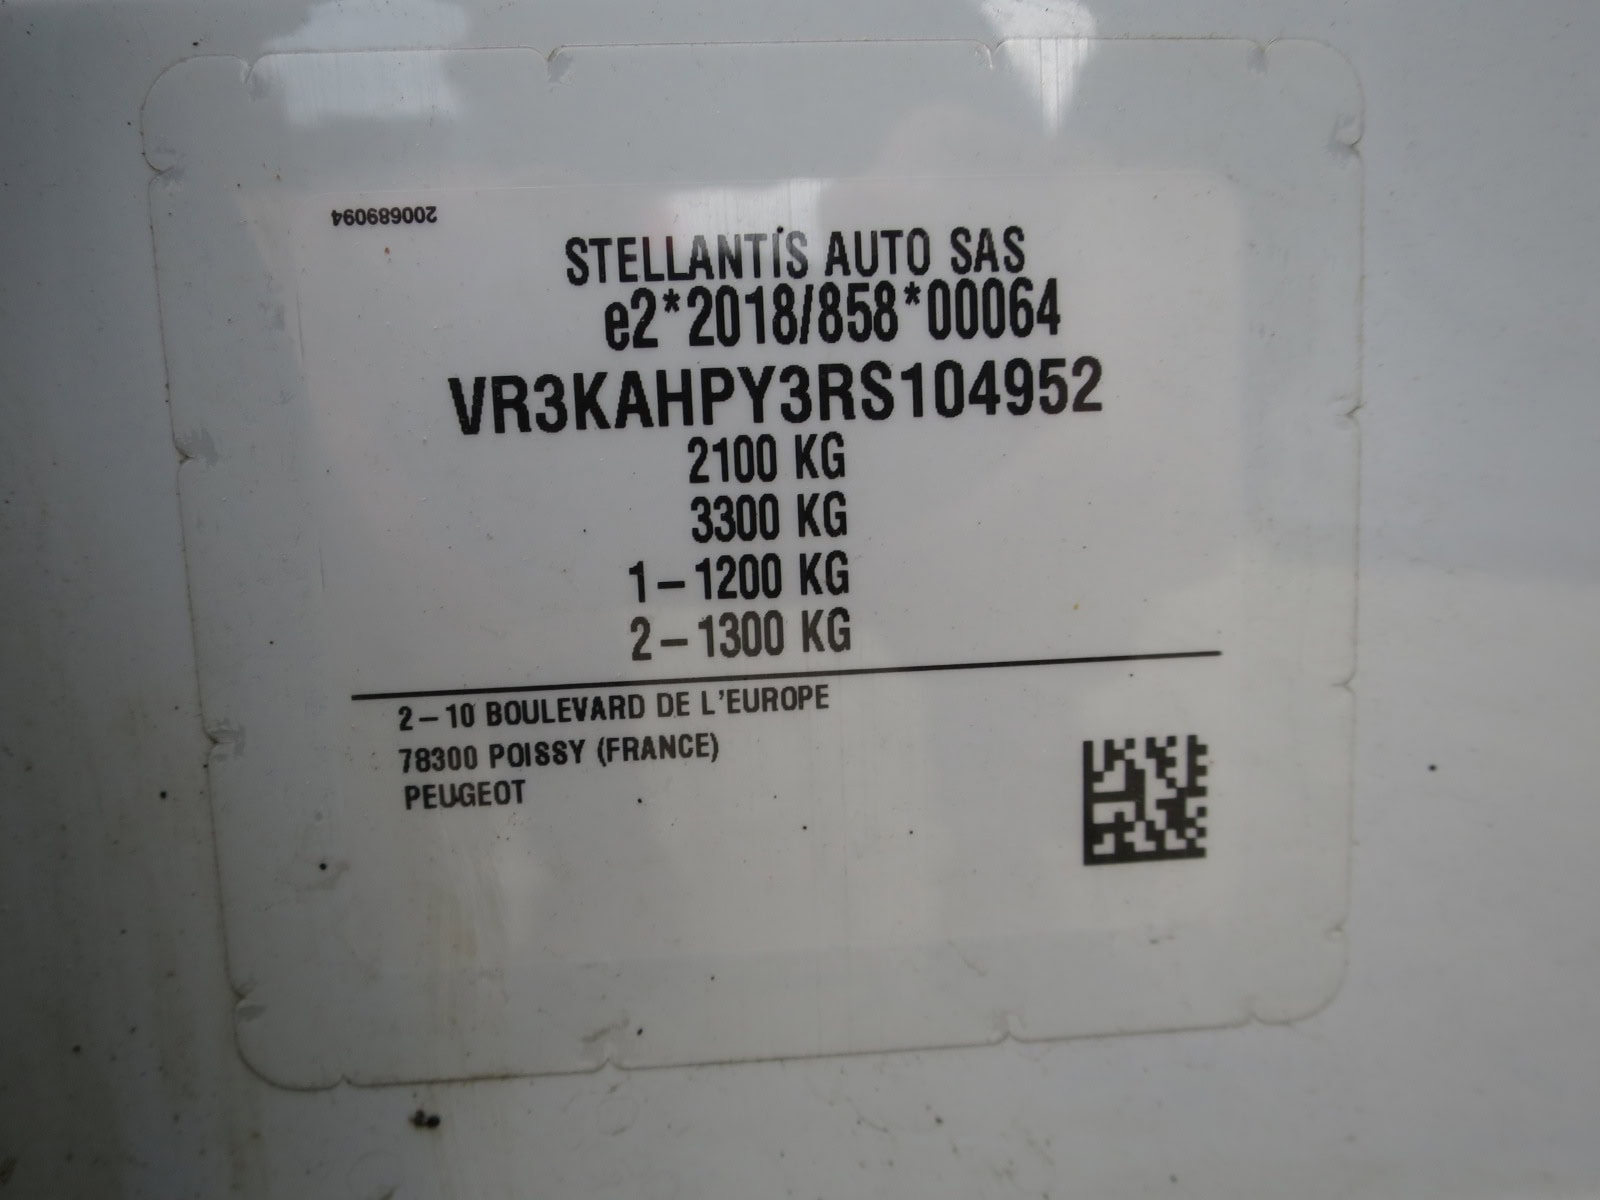 200689094
STELLANTIS AUTO SAS
e2*2018/858*00064
VR3KAHPY3RS104952
2100 KG
3300 KG
1-1200 KG
2-1300 KG
2-10 BOULEVARD DE L'EUROPE
78300 POISSY (FRANCE)
PEUGEOT